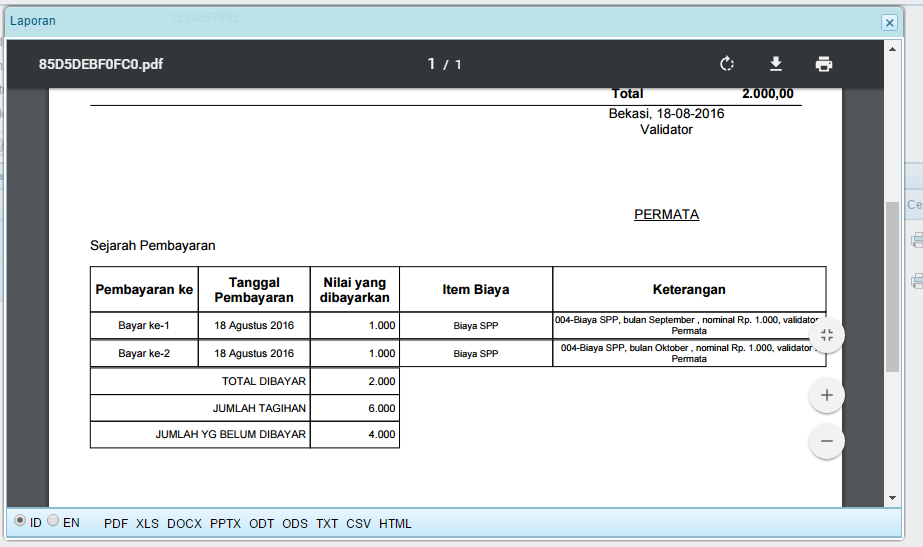 Laporan 1234567892
85D5DEBF0FC0.pdf 1 / 1
Total 2.000,00
Bekasi, 18-08-2016
Validator
PERMATA
Sejarah Pembayaran
Pembayaran ke Tanggal Pembayaran Nilai yang dibayarkan Item Biaya Keterangan
Bayar ke-1 18 Agustus 2016 1.000 Biaya SPP 004-Biaya SPP, bulan September , nominal Rp. 1.000, validator
Permata
Bayar ke-2 18 Agustus 2016 1.000 Biaya SPP 004-Biaya SPP, bulan Oktober , nominal Rp. 1.000, validator
Permata
TOTAL DIBAYAR 2.000
JUMLAH TAGIHAN 6.000
JUMLAH YG BELUM DIBAYAR 4.000
Ce
ID EN PDF XLS DOCX PPTX ODT ODS TXT CSV HTML